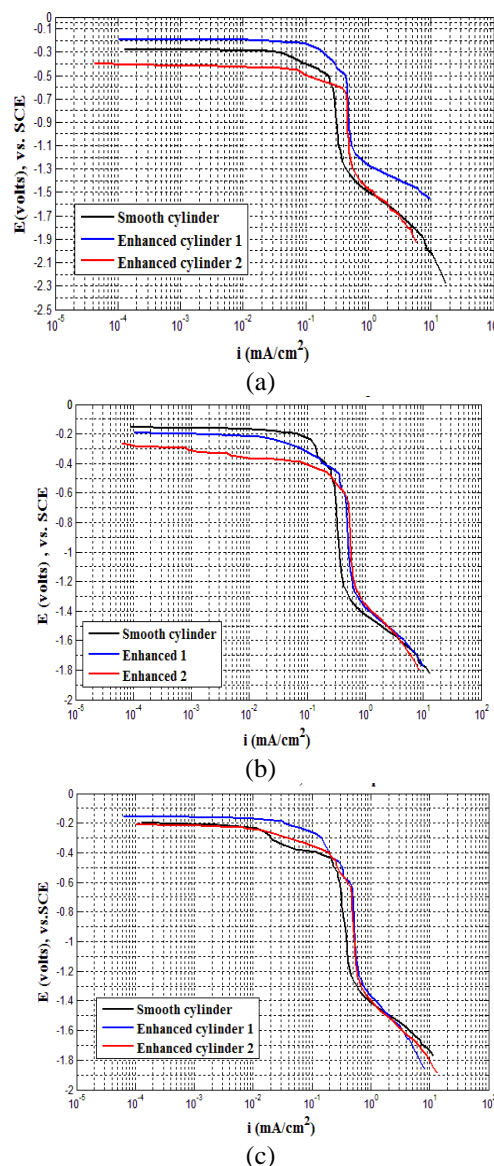 0
-0.3
-0.5
-0.7
-0.9
-1.1
-1.3
-1.5
-1.7
-1.9
-2.1
-2.3
-2.5
E (volts), vs. SCE
Smooth cylinder
Enhanced cylinder 1
Enhanced cylinder 2
10^-5 10^-4 10^-3 10^-2 10^-1 10^0 10^1
i (mA/cm^2)
(a)
0
-0.2
-0.4
-0.6
-0.8
-1
-1.2
-1.4
-1.6
-1.8
-2
E (volts) , vs. SCE
Smooth cylinder
Enhanced 1
Enhanced 2
10^-5 10^-4 10^-3 10^-2 10^-1 10^0 10^1 10^2
i (mA/cm^2)
(b)
0
-0.2
-0.4
-0.6
-0.8
-1
-1.2
-1.4
-1.6
-1.8
-2
E (volts), vs.SCE
Smooth cylinder
Enhanced cylinder 1
Enhanced cylinder 2
10^-5 10^-4 10^-3 10^-2 10^-1 10^0 10^1 10^2
i (mA/cm^2)
(c)